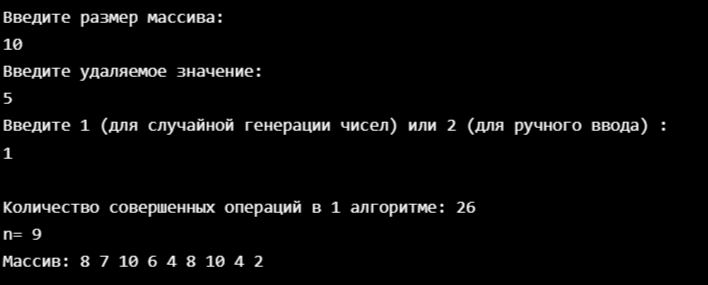 Введите размер массива:
10
Введите удаляемое значение:
5
Введите 1 (для случайной генерации чисел) или 2 (для ручного ввода) :
1
Количество совершенных операций в 1 алгоритме: 26
n= 9
Массив: 8 7 10 6 4 8 10 4 2